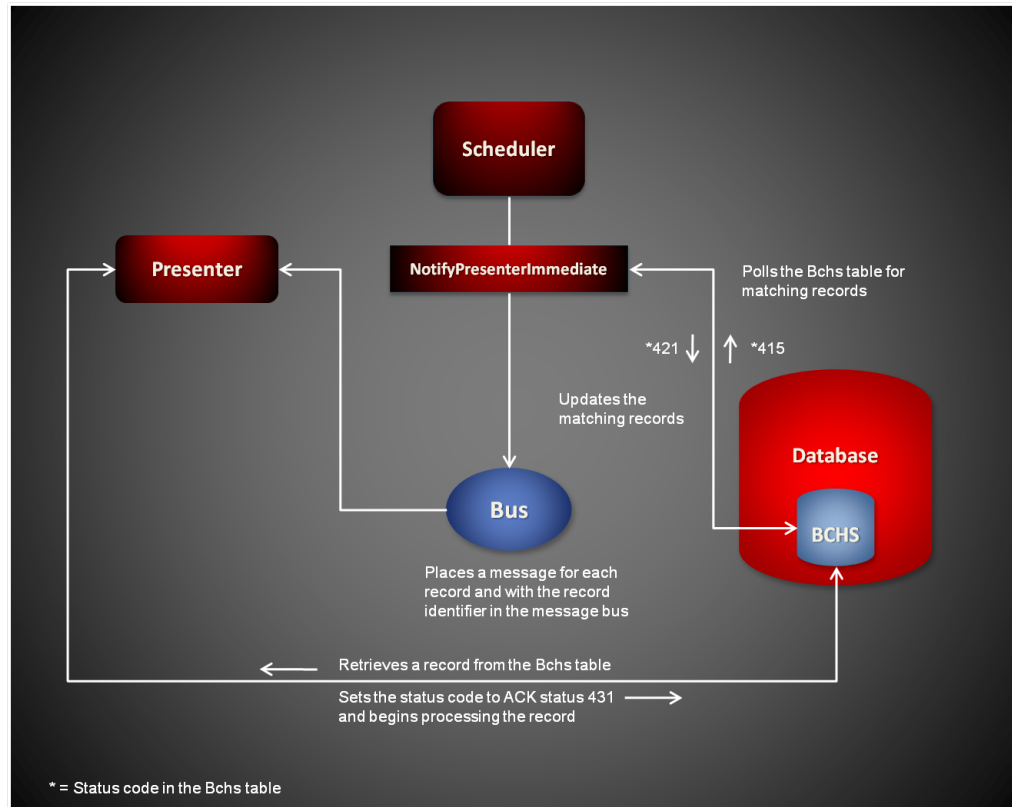 Scheduler
Presenter
NotifyPresenterImmediate
Polls the Bchs table for
matching records
*421
*415
Updates the
matching records
Database
BCHS
Bus
Places a message for each
record and with the record
identifier in the message bus
Retrieves a record from the Bchs table
Sets the status code to ACK status 431
and begins processing the record
* = Status code in the Bchs table